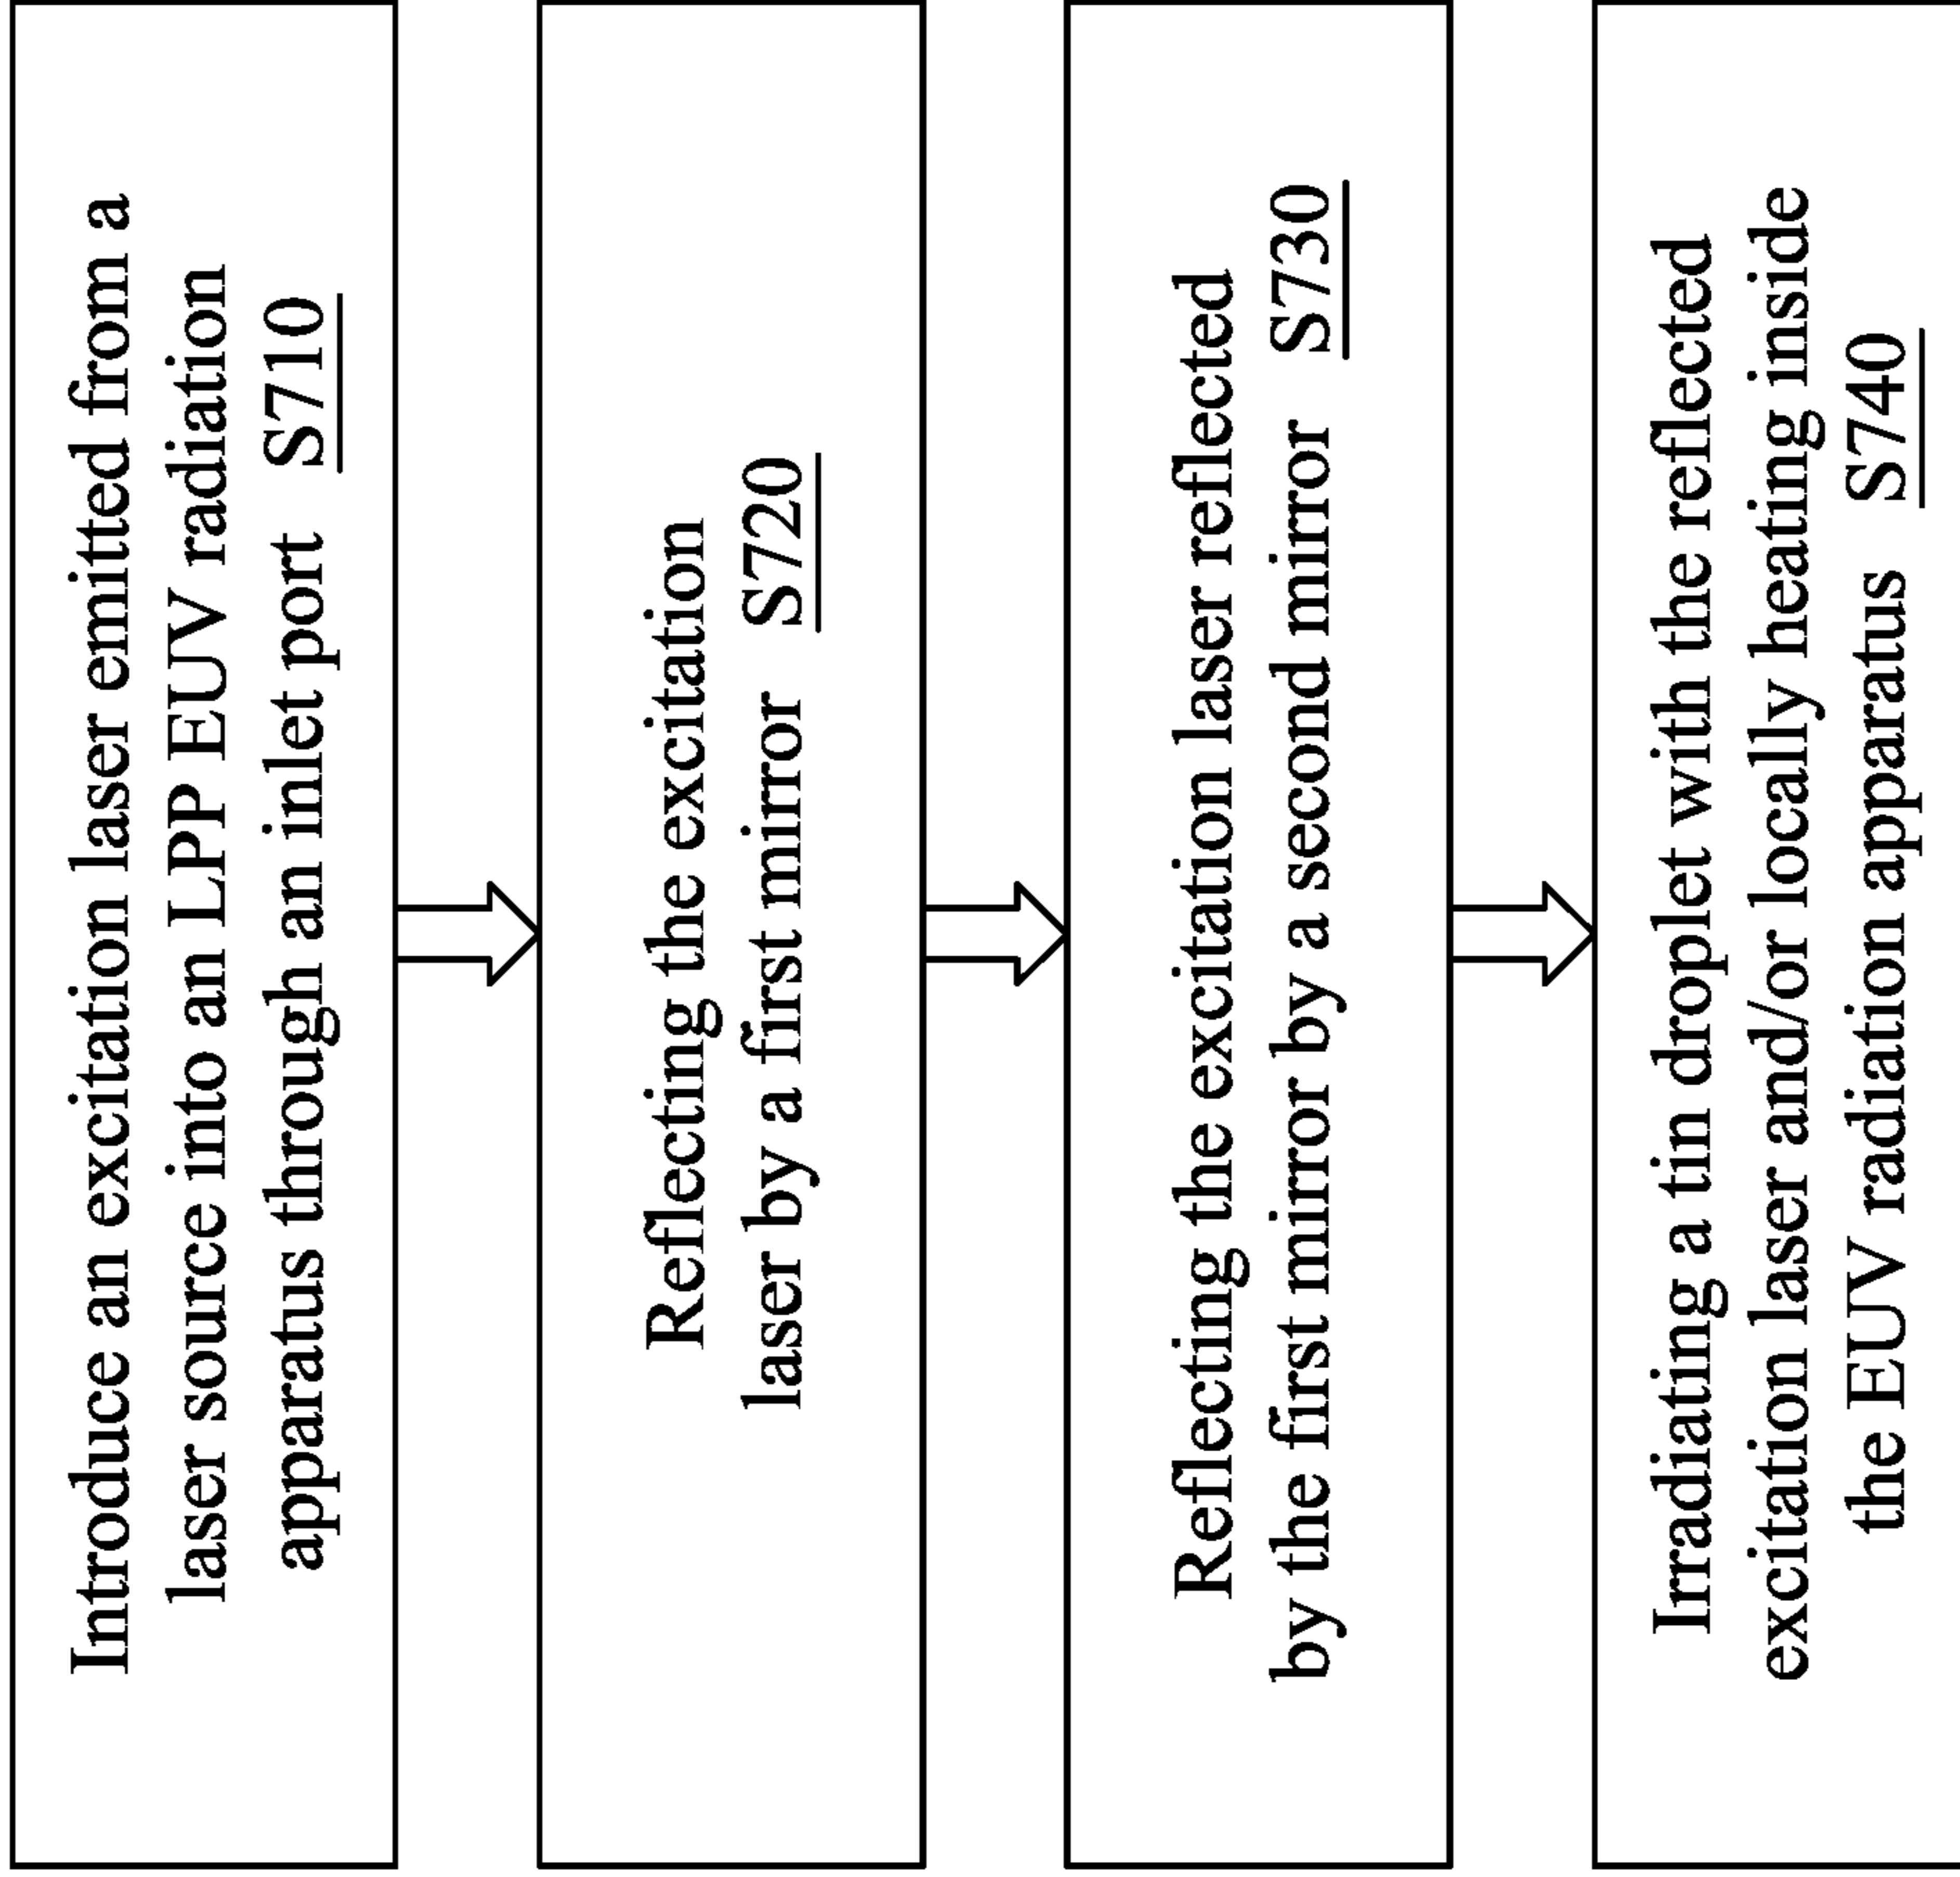 Introduce an excitation laser emitted from a
laser source into an LPP EUV radiation
apparatus through an inlet port S710
Reflecting the excitation
laser by a first mirror S720
Reflecting the excitation laser reflected
by the first mirror by a second mirror S730
Irradiating a tin droplet with the reflected
excitation laser and/or locally heating inside
the EUV radiation apparatus S740